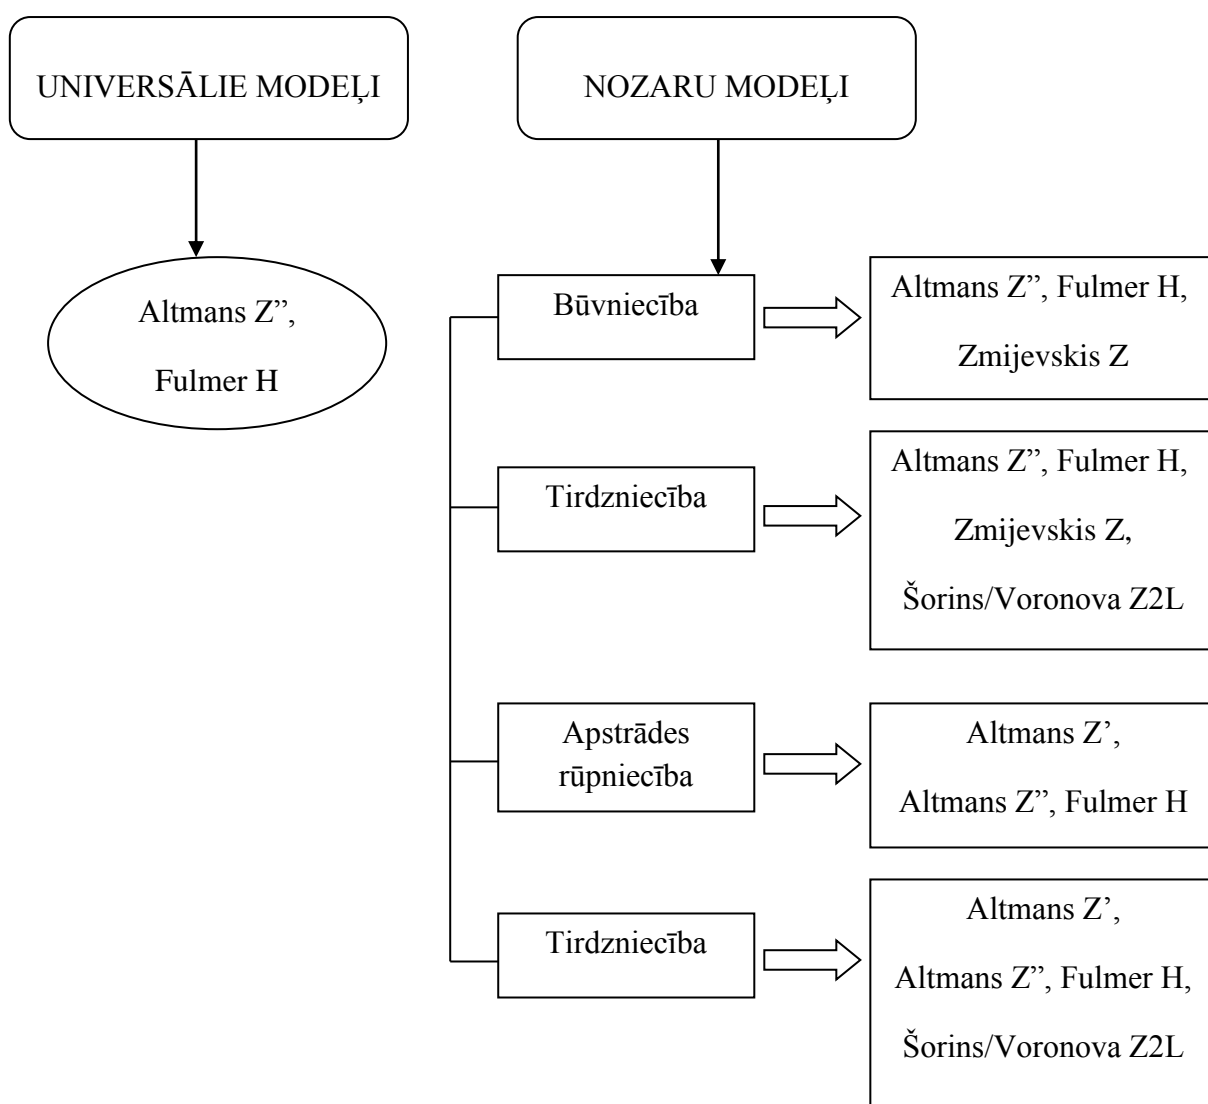 UNIVERSĀLIE MODEĻI
NOZARU MODEĻI
Altmans Z”,
Fulmer H
Būvniecība
Altmans Z”, Fulmer H,
Zmijevskis Z
Tirdzniecība
Altmans Z”, Fulmer H,
Zmijevskis Z,
Šorins/Voronova Z2L
Apstrādes
rūpniecība
Altmans Z’,
Altmans Z”, Fulmer H
Tirdzniecība
Altmans Z’,
Altmans Z”, Fulmer H,
Šorins/Voronova Z2L